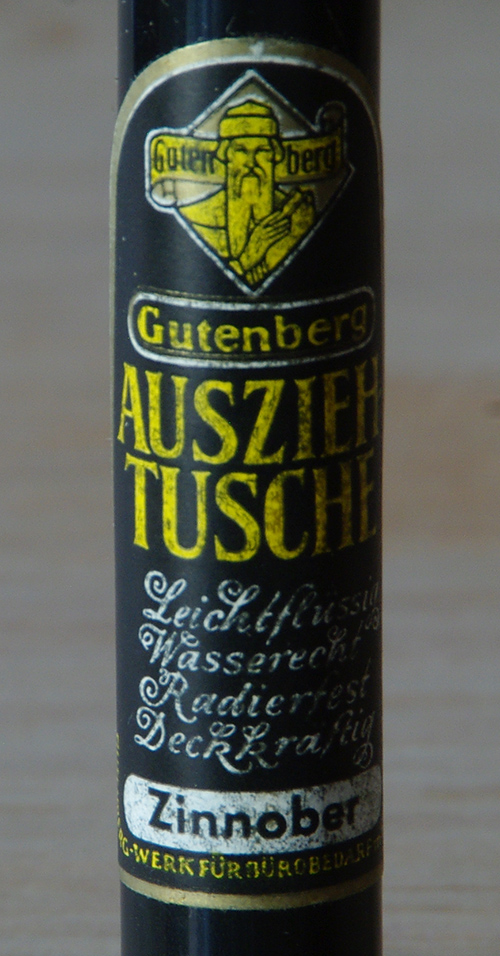 Gutenberg
Gutenberg
AUSZIEH
TUSCHE
Leichtflüssig
Wasserecht
Radierfest
Deckkräftig
Zinnober
G-WERK FÜR BÜROBEDARF